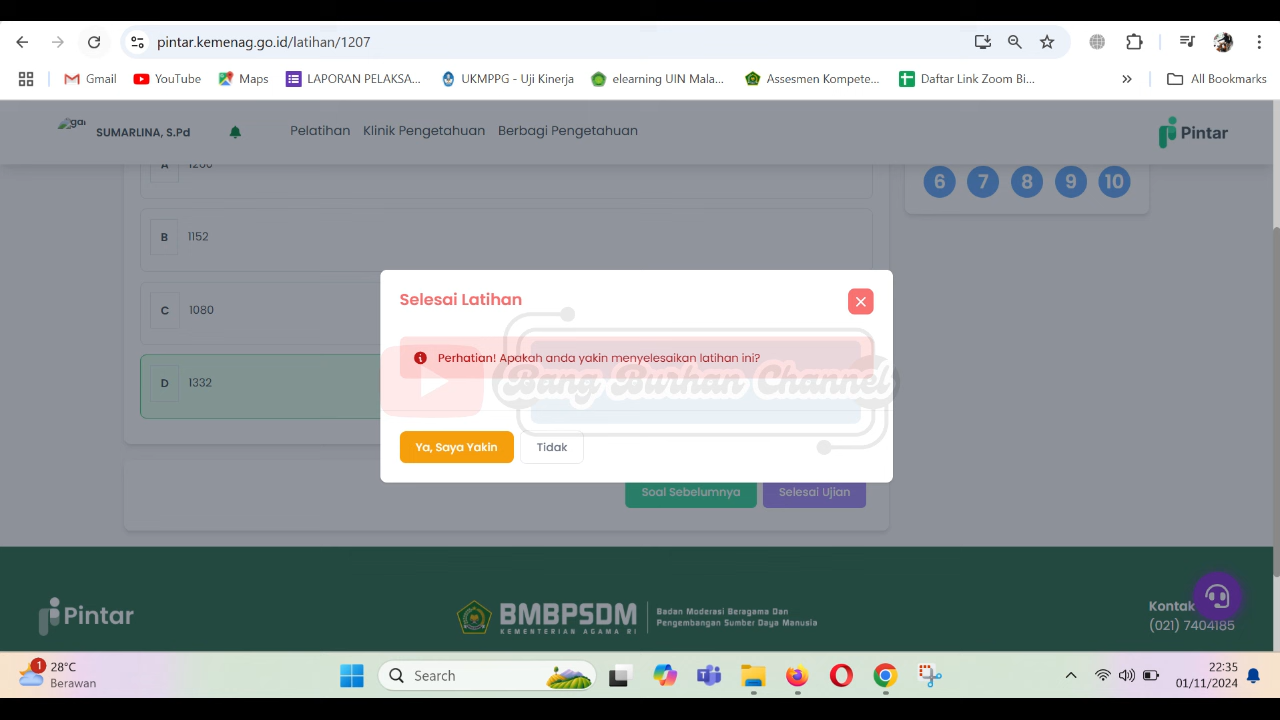 pintar.kemenag.go.id/latihan/1207
Gmail
YouTube
Maps
LAPORAN PELAKSA...
UKMPPG - Uji Kinerja
elearning UIN Mala...
Assesmen Kompete...
Daftar Link Zoom Bi...
»
All Bookmarks
SUMARLINA, S.Pd
Pelatihan
Klinik Pengetahuan
Berbagi Pengetahuan
Pintar
A 1200
6 7 8 9 10
B 1152
C 1080
D 1332
Selesai Latihan
Perhatian! Apakah anda yakin menyelesaikan latihan ini?
Bang Burhan Channel
Ya, Saya Yakin
Tidak
Soal Sebelumnya
Selesai Ujian
Pintar
BMBPSDM
KEMENTERIAN AGAMA RI
Badan Moderasi Beragama Dan
Pengembangan Sumber Daya Manusia
Kontak
(021) 7404185
1
28°C
Berawan
Search
22:35
01/11/2024